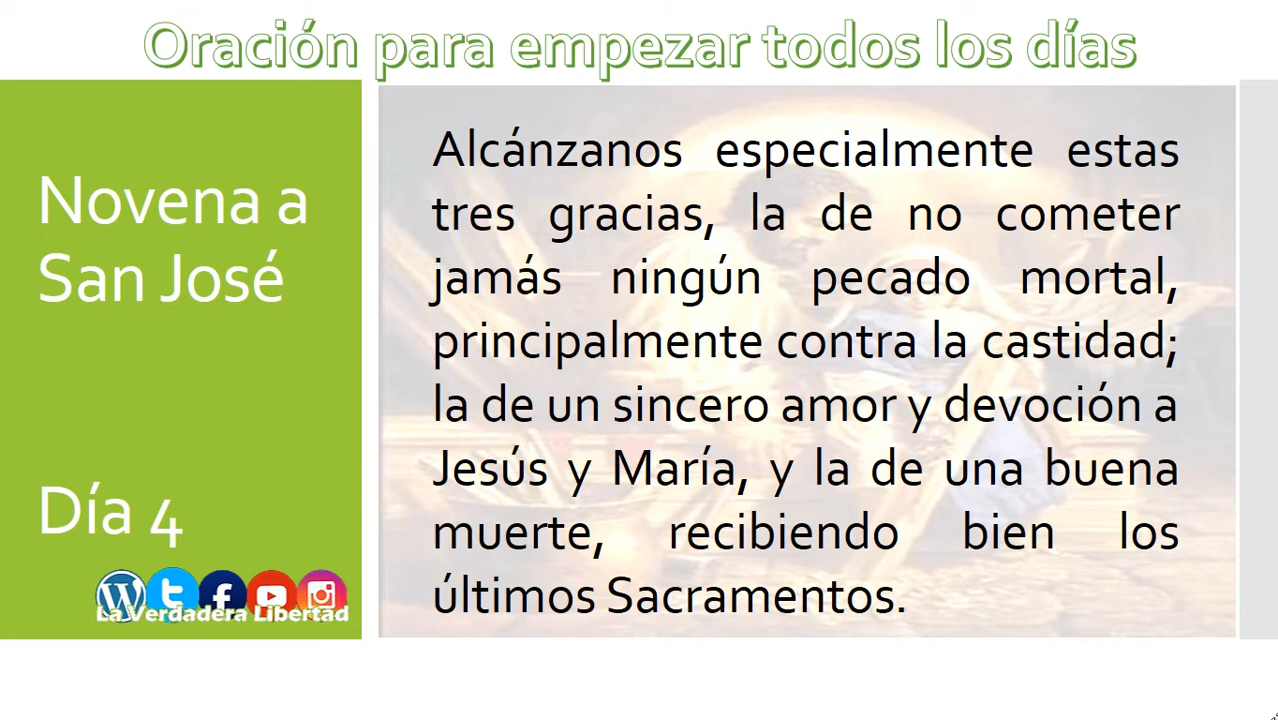 Oración para empezar todos los días
Novena a
San José
Día 4
La Verdadera Libertad
Alcánzanos especialmente estas
tres gracias, la de no cometer
jamás ningún pecado mortal,
principalmente contra la castidad;
la de un sincero amor y devoción a
Jesús y María, y la de una buena
muerte, recibiendo bien los
últimos Sacramentos.